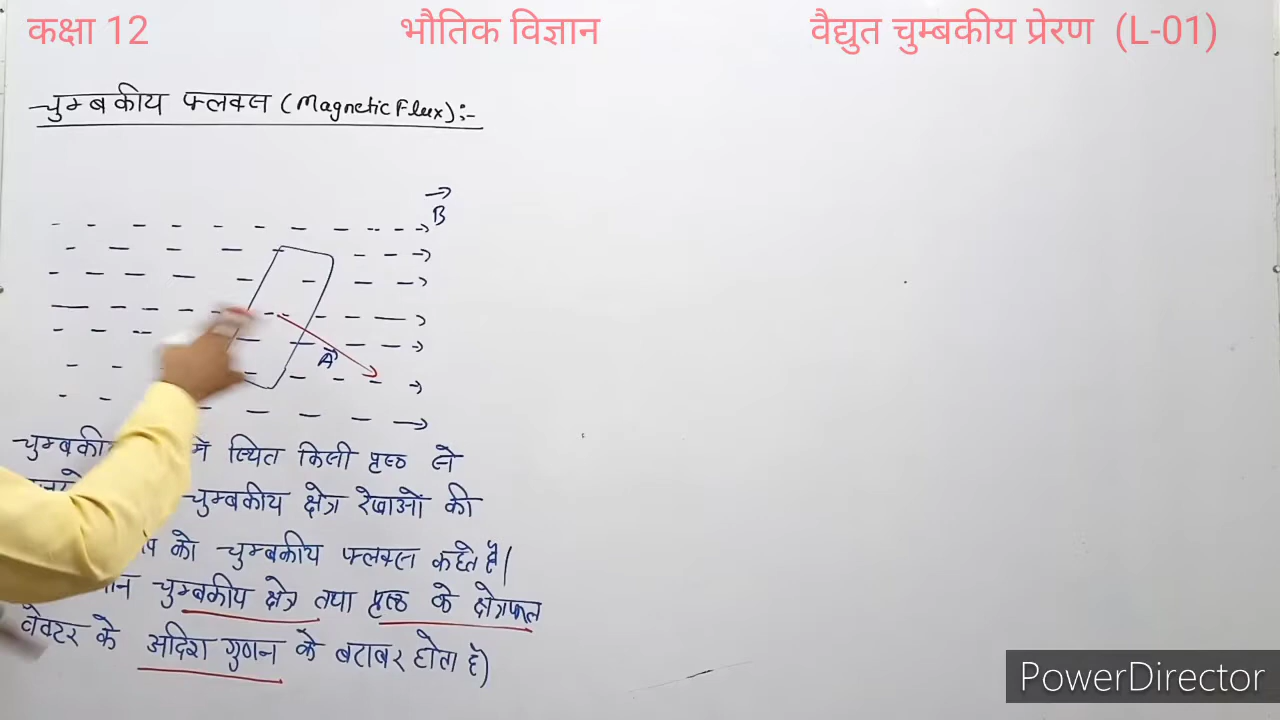 कक्षा 12 भौतिक विज्ञान वैद्युत चुम्बकीय प्रेरण (L-01)
चुम्बकीय फ्लक्स (Magnetic Flux):-
B
A
चुम्बकी में स्थित किसी पृष्ठ से
चुम्बकीय क्षेत्र रेखाओं की
को चुम्बकीय फ्लक्स कहते हैं।
चुम्बकीय क्षेत्र तथा पृष्ठ के क्षेत्रफल
वेक्टर के अदिश गुणन के बराबर होता है)
PowerDirector